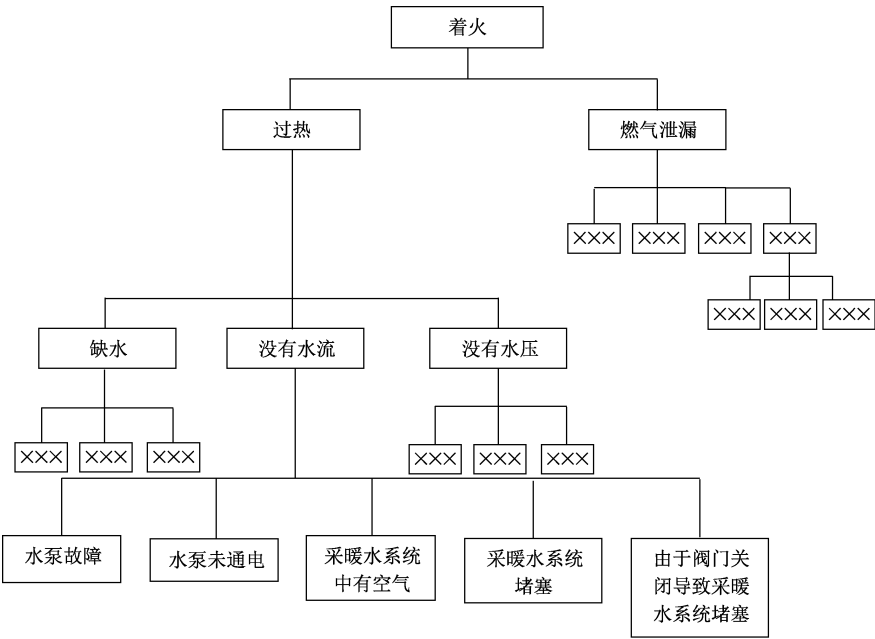 着火
过热
燃气泄漏
××× ××× ××× ×××
××× ××× ×××
缺水
没有水流
没有水压
××× ××× ×××
××× ××× ×××
水泵故障
水泵未通电
采暖水系统
中有空气
采暖水系统
堵塞
由于阀门关
闭导致采暖
水系统堵塞